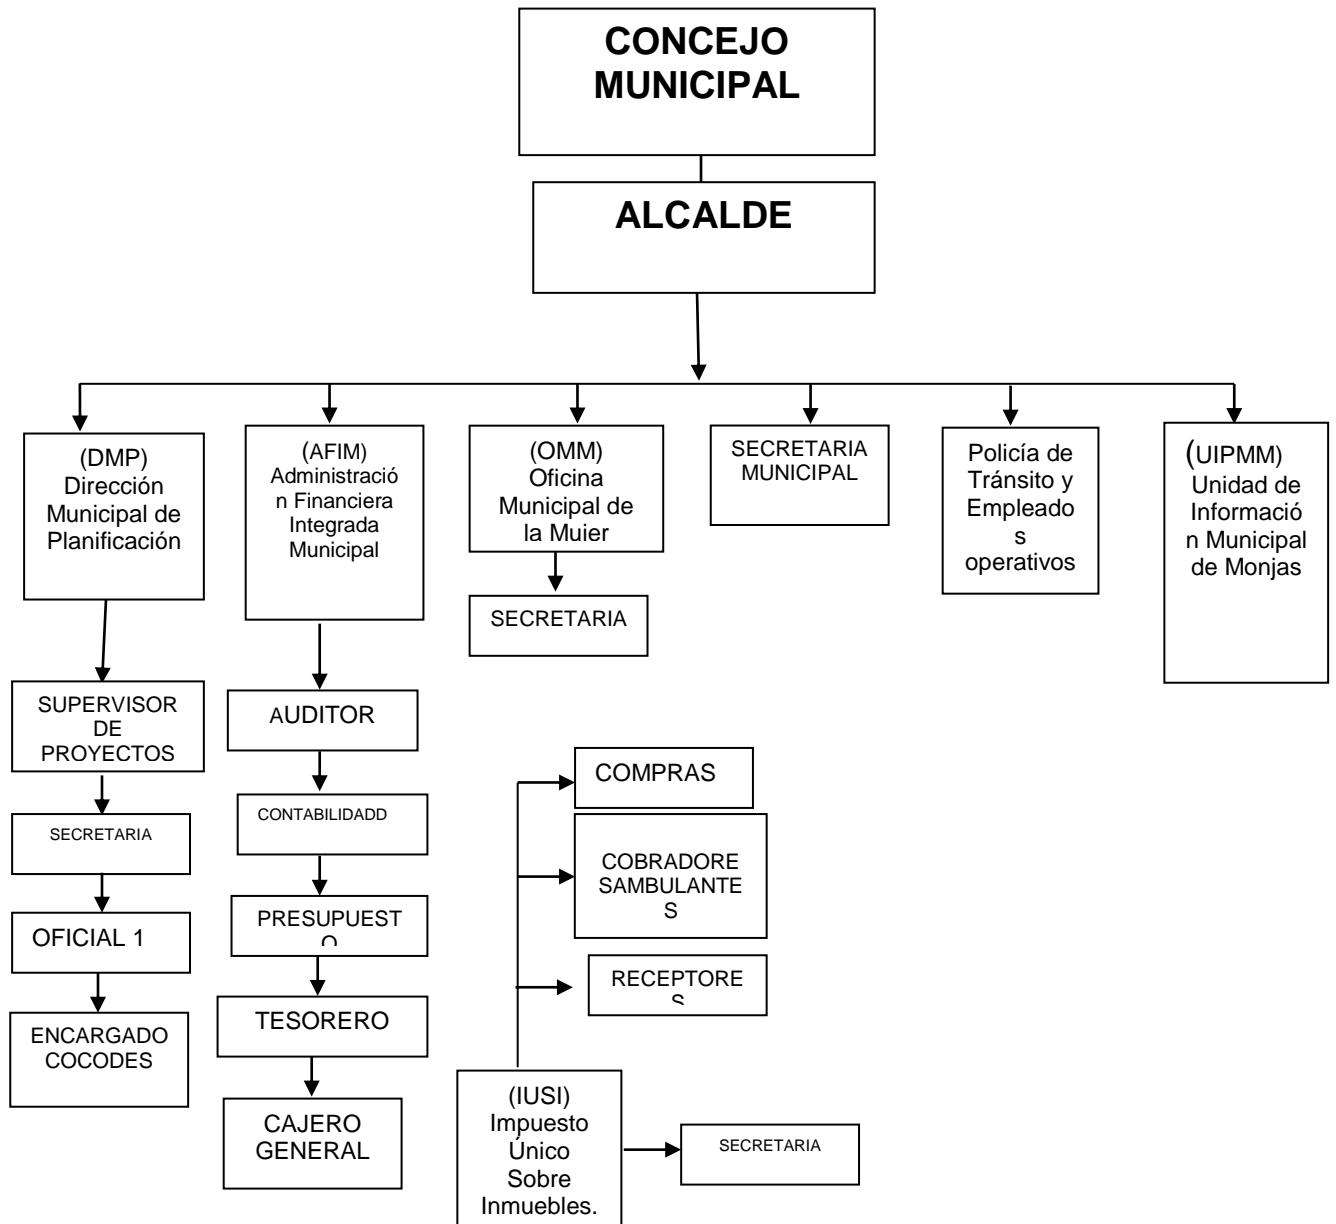 CONCEJO
MUNICIPAL
ALCALDE
(DMP)
Dirección
Municipal de
Planificación
(AFIM)
Administració
n Financiera
Integrada
Municipal
(OMM)
Oficina
Municipal de
la Mujer
SECRETARIA
MUNICIPAL
Policía de
Tránsito y
Empleado
s
operativos
(UIPMM)
Unidad de
Informació
n Municipal
de Monjas
SECRETARIA
SUPERVISOR
DE
PROYECTOS
AUDITOR
COMPRAS
SECRETARIA
CONTABILIDADD
COBRADORE
SAMBULANTE
S
OFICIAL 1
PRESUPUEST
O
RECEPTORE
S
ENCARGADO
COCODES
TESORERO
CAJERO
GENERAL
(IUSI)
Impuesto
Único
Sobre
Inmuebles.
SECRETARIA